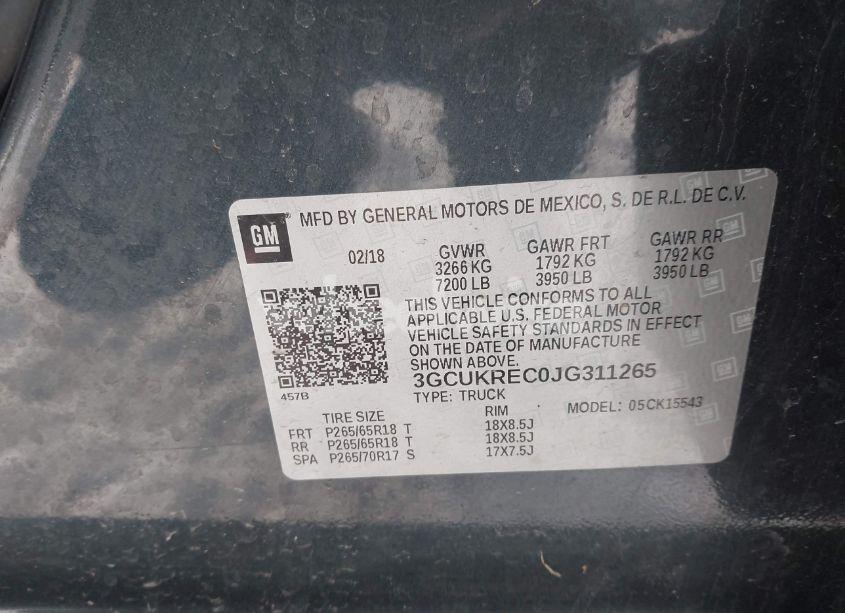 GM
MFD BY GENERAL MOTORS DE MEXICO, S. DE R.L. DE C.V.
02/18 GVWR GAWR FRT GAWR RR
3266 KG 1792 KG 1792 KG
7200 LB 3950 LB 3950 LB
THIS VEHICLE CONFORMS TO ALL
APPLICABLE U.S. FEDERAL MOTOR
VEHICLE SAFETY STANDARDS IN EFFECT
ON THE DATE OF MANUFACTURE
SHOWN ABOVE.
3GCUKREC0JG311265
457B
TYPE: TRUCK MODEL: 05CK15543
TIRE SIZE RIM
FRT P265/65R18 T 18X8.5J
RR P265/65R18 T 18X8.5J
SPA P265/70R17 S 17X7.5J